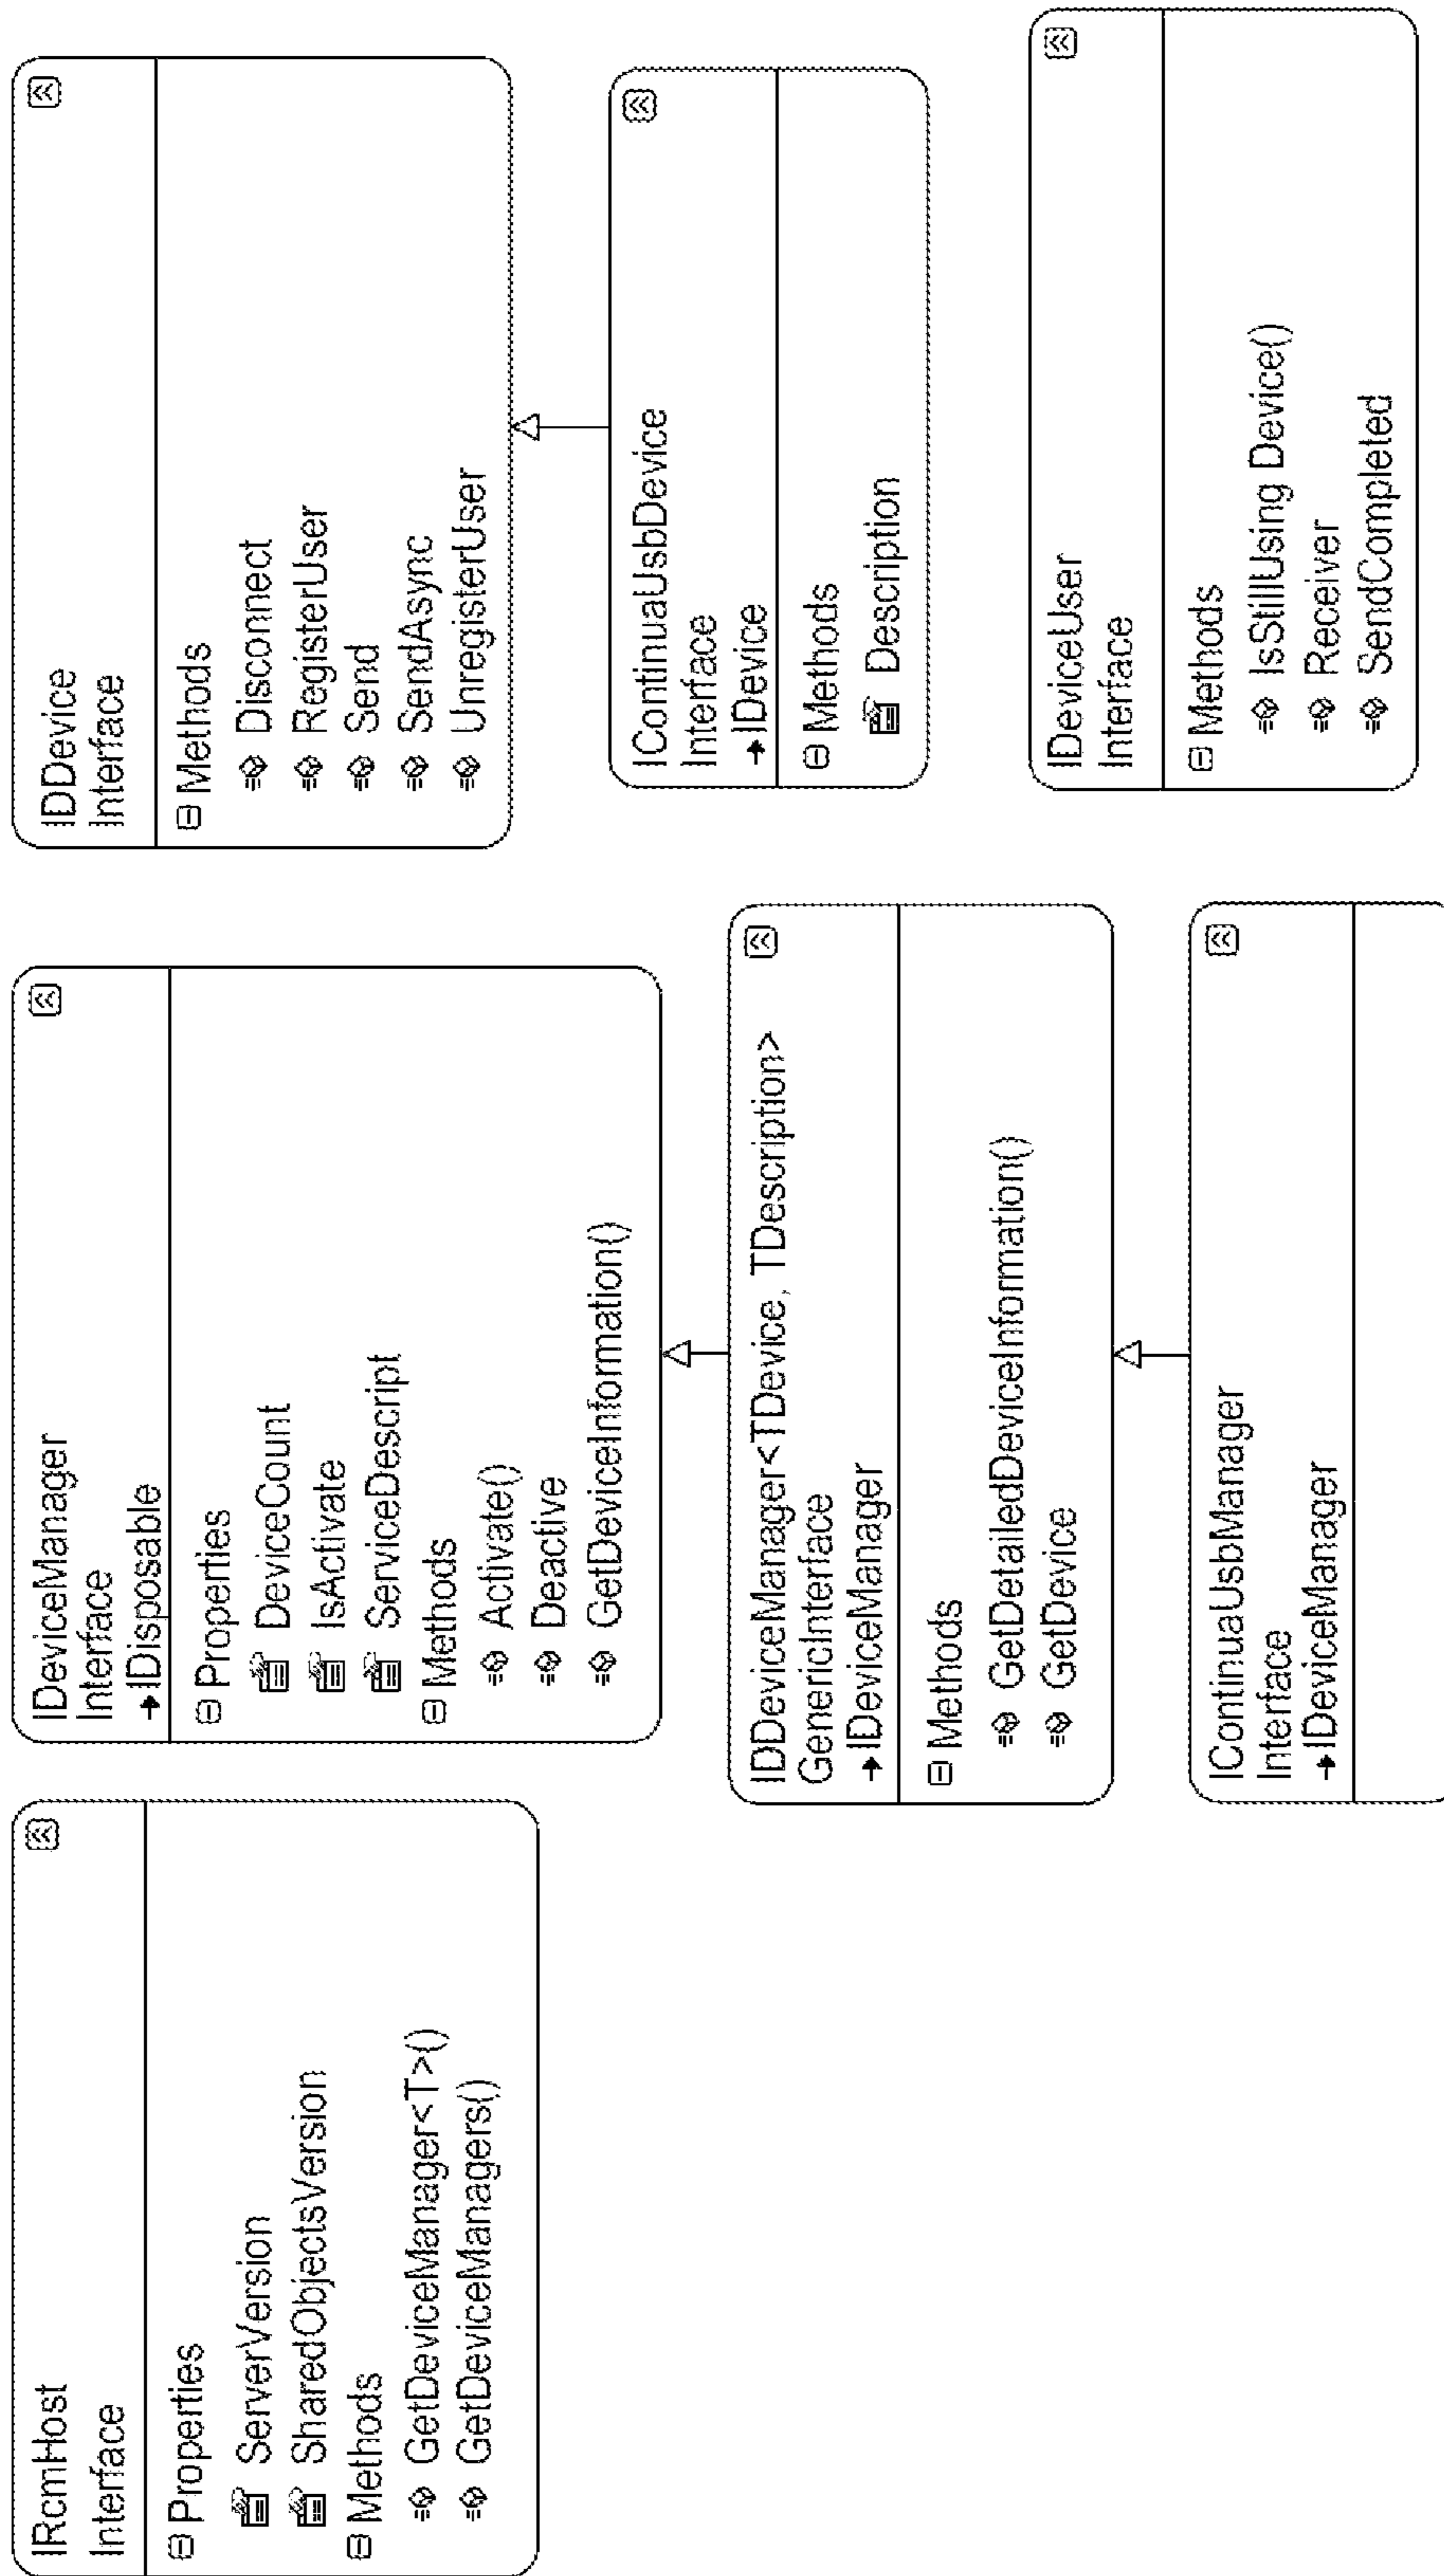 IRcmHost
Interface
Properties
ServerVersion
SharedObjectsVersion
Methods
GetDeviceManager<T>()
GetDeviceManagers()
IDeviceManager
Interface
IDisposable
Properties
DeviceCount
IsActivate
ServiceDescript
Methods
Activate()
Deactive
GetDeviceInformation()
IDDeviceManager<TDevice, TDescription>
GenericInterface
IDeviceManager
Methods
GetDetailedDeviceInformation()
GetDevice
IContinuaUsbManager
Interface
IDeviceManager
IDDevice
Interface
Methods
Disconnect
RegisterUser
Send
SendAsync
UnregisterUser
IContinuaUsbDevice
Interface
IDevice
Methods
Description
IDeviceUser
Interface
Methods
IsStillUsing Device()
Receiver
SendCompleted